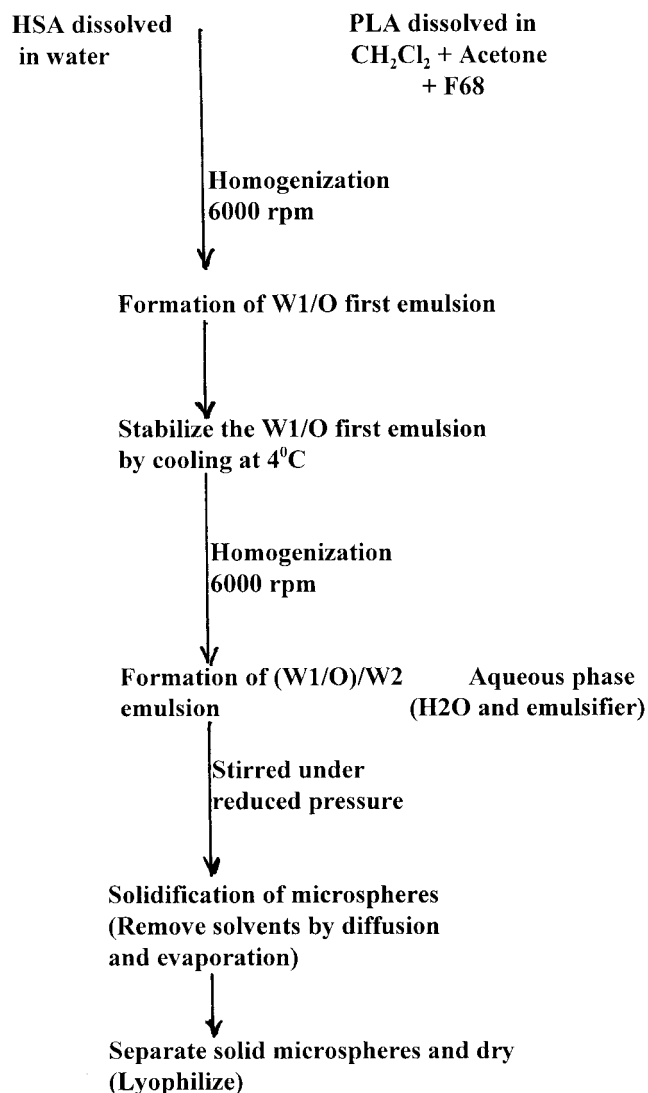 HSA dissolved
in water
PLA dissolved in
CH₂Cl₂ + Acetone
+ F68
Homogenization
6000 rpm
Formation of W1/O first emulsion
Stabilize the W1/O first emulsion
by cooling at 4⁰C
Homogenization
6000 rpm
Formation of (W1/O)/W2
emulsion
Aqueous phase
(H2O and emulsifier)
Stirred under
reduced pressure
Solidification of microspheres
(Remove solvents by diffusion
and evaporation)
Separate solid microspheres and dry
(Lyophilize)